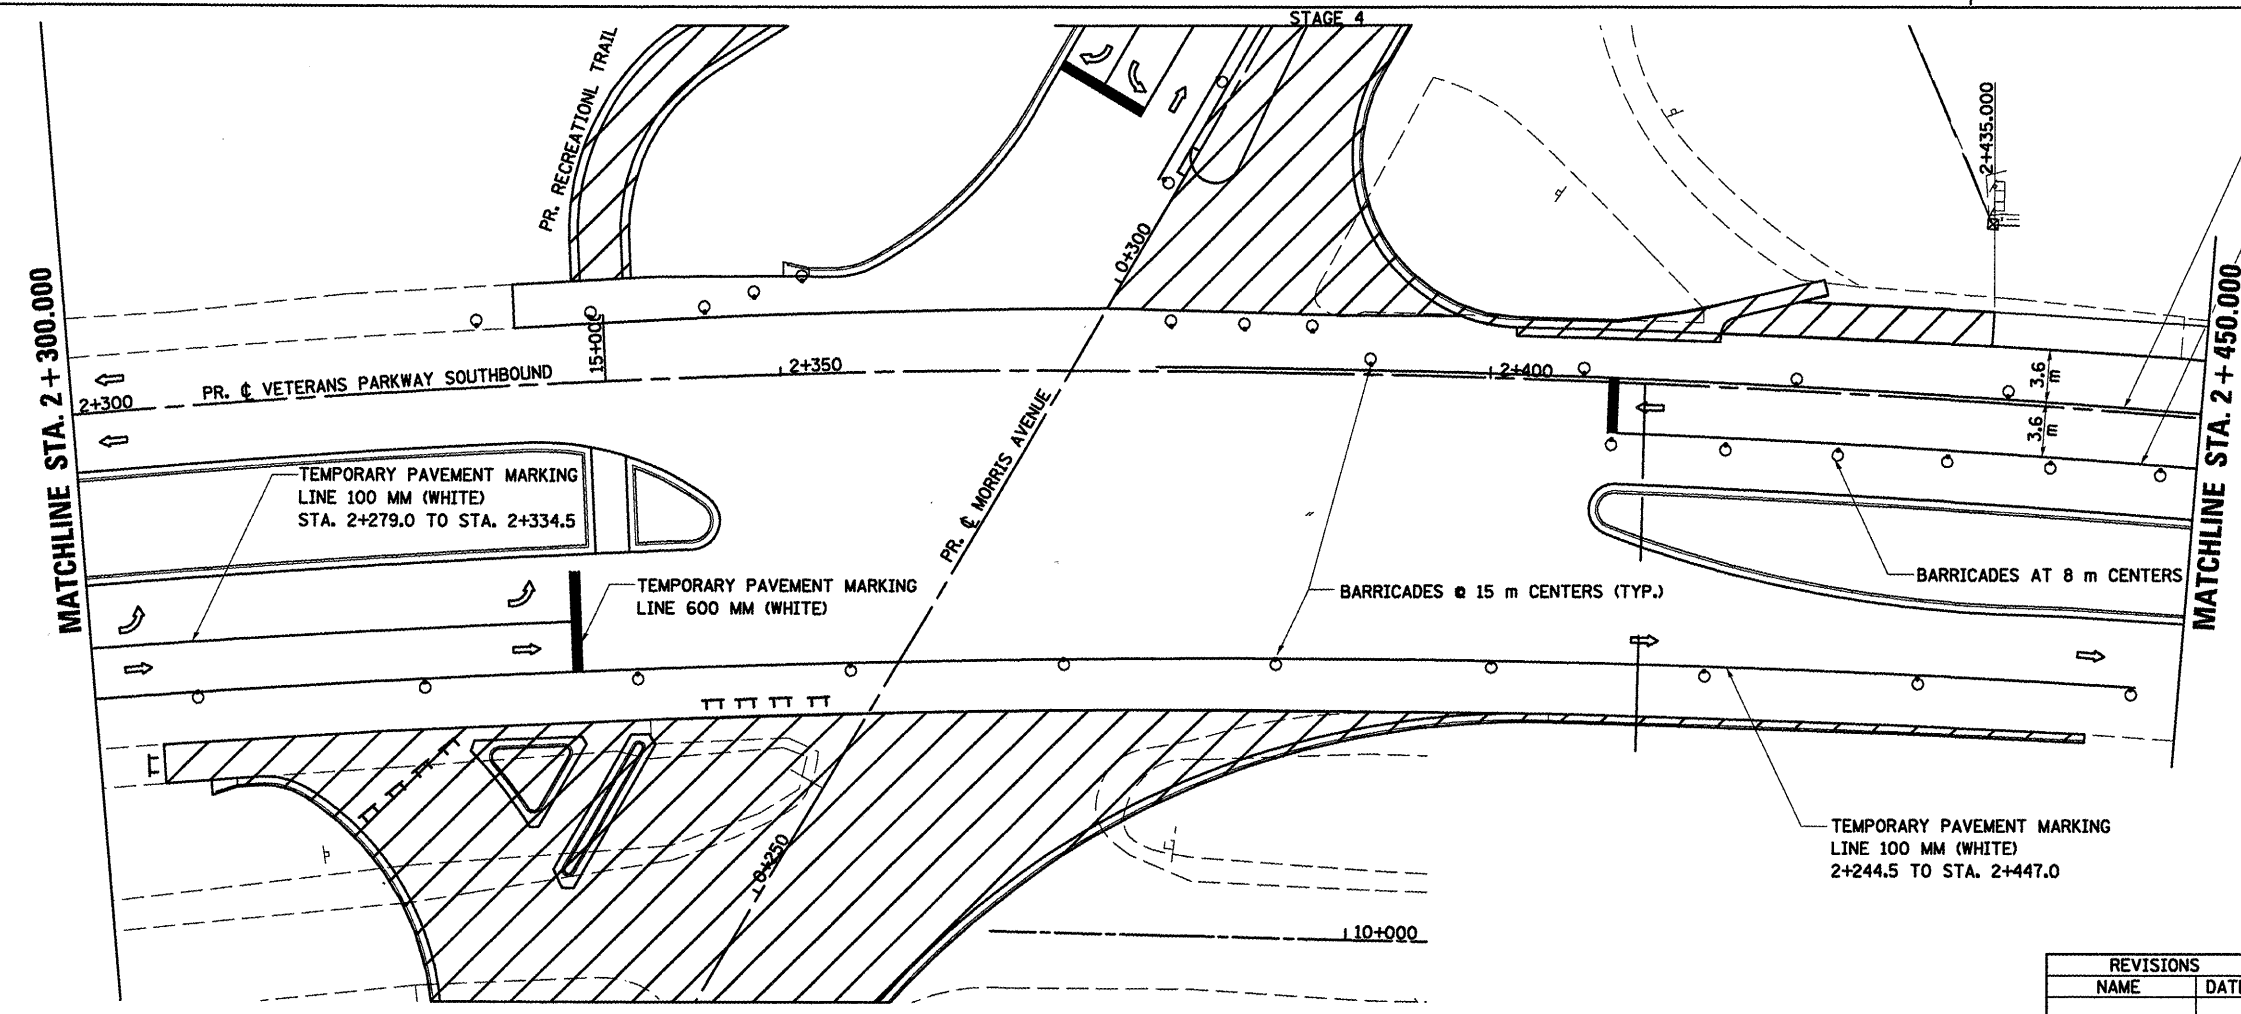 STAGE 4
PR. RECREATIONL TRAIL
2+435.000
0+300
MATCHLINE STA. 2+300.000
MATCHLINE STA. 2+450.000
15+000
2+350
2+400
3.6 m
3.6 m
PR. ℄ VETERANS PARKWAY SOUTHBOUND
2+300
PR. ℄ MORRIS AVENUE
TEMPORARY PAVEMENT MARKING
LINE 100 MM (WHITE)
STA. 2+279.0 TO STA. 2+334.5
TEMPORARY PAVEMENT MARKING
LINE 600 MM (WHITE)
BARRICADES @ 15 m CENTERS (TYP.)
BARRICADES AT 8 m CENTERS
TEMPORARY PAVEMENT MARKING
LINE 100 MM (WHITE)
2+244.5 TO STA. 2+447.0
0+250
10+000
REVISIONS
NAME